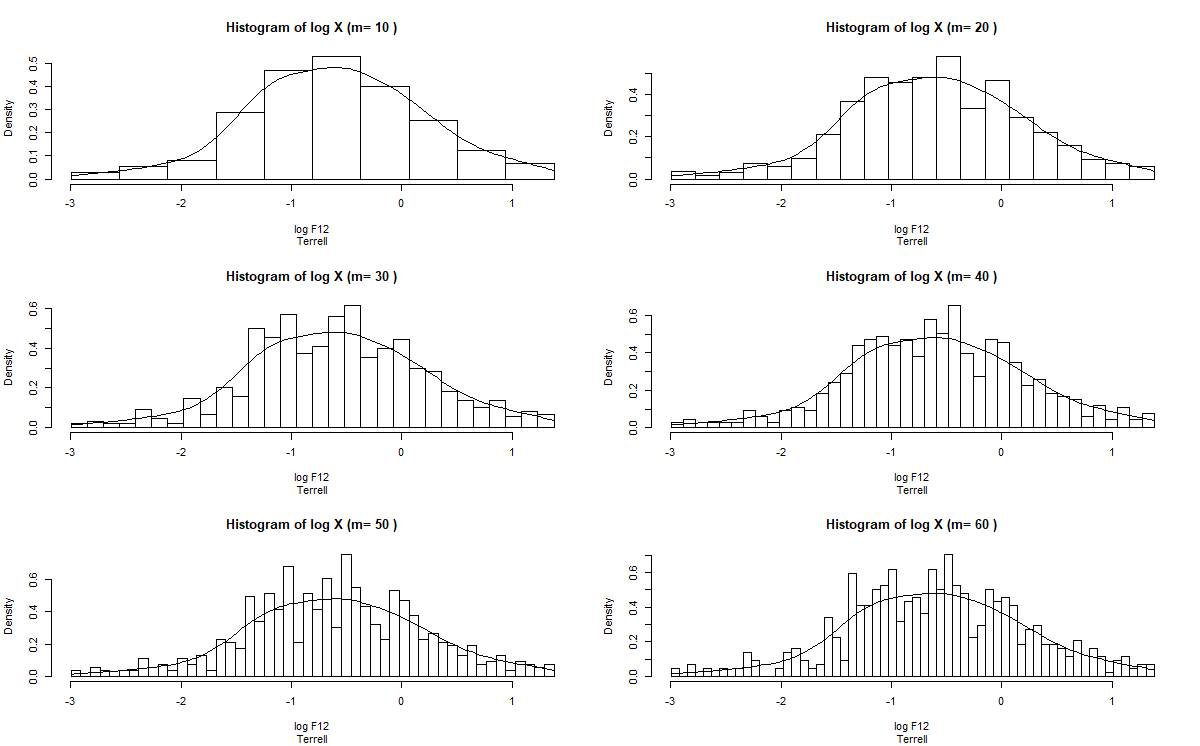 Histogram of log X (m= 10 )
Density
0.0 0.1 0.2 0.3 0.4 0.5
-3 -2 -1 0 1
log F12
Terrell
Histogram of log X (m= 20 )
Density
0.0 0.2 0.4
-3 -2 -1 0 1
log F12
Terrell
Histogram of log X (m= 30 )
Density
0.0 0.2 0.4 0.6
-3 -2 -1 0 1
log F12
Terrell
Histogram of log X (m= 40 )
Density
0.0 0.2 0.4 0.6
-3 -2 -1 0 1
log F12
Terrell
Histogram of log X (m= 50 )
Density
0.0 0.2 0.4 0.6
-3 -2 -1 0 1
log F12
Terrell
Histogram of log X (m= 60 )
Density
0.0 0.2 0.4 0.6
-3 -2 -1 0 1
log F12
Terrell